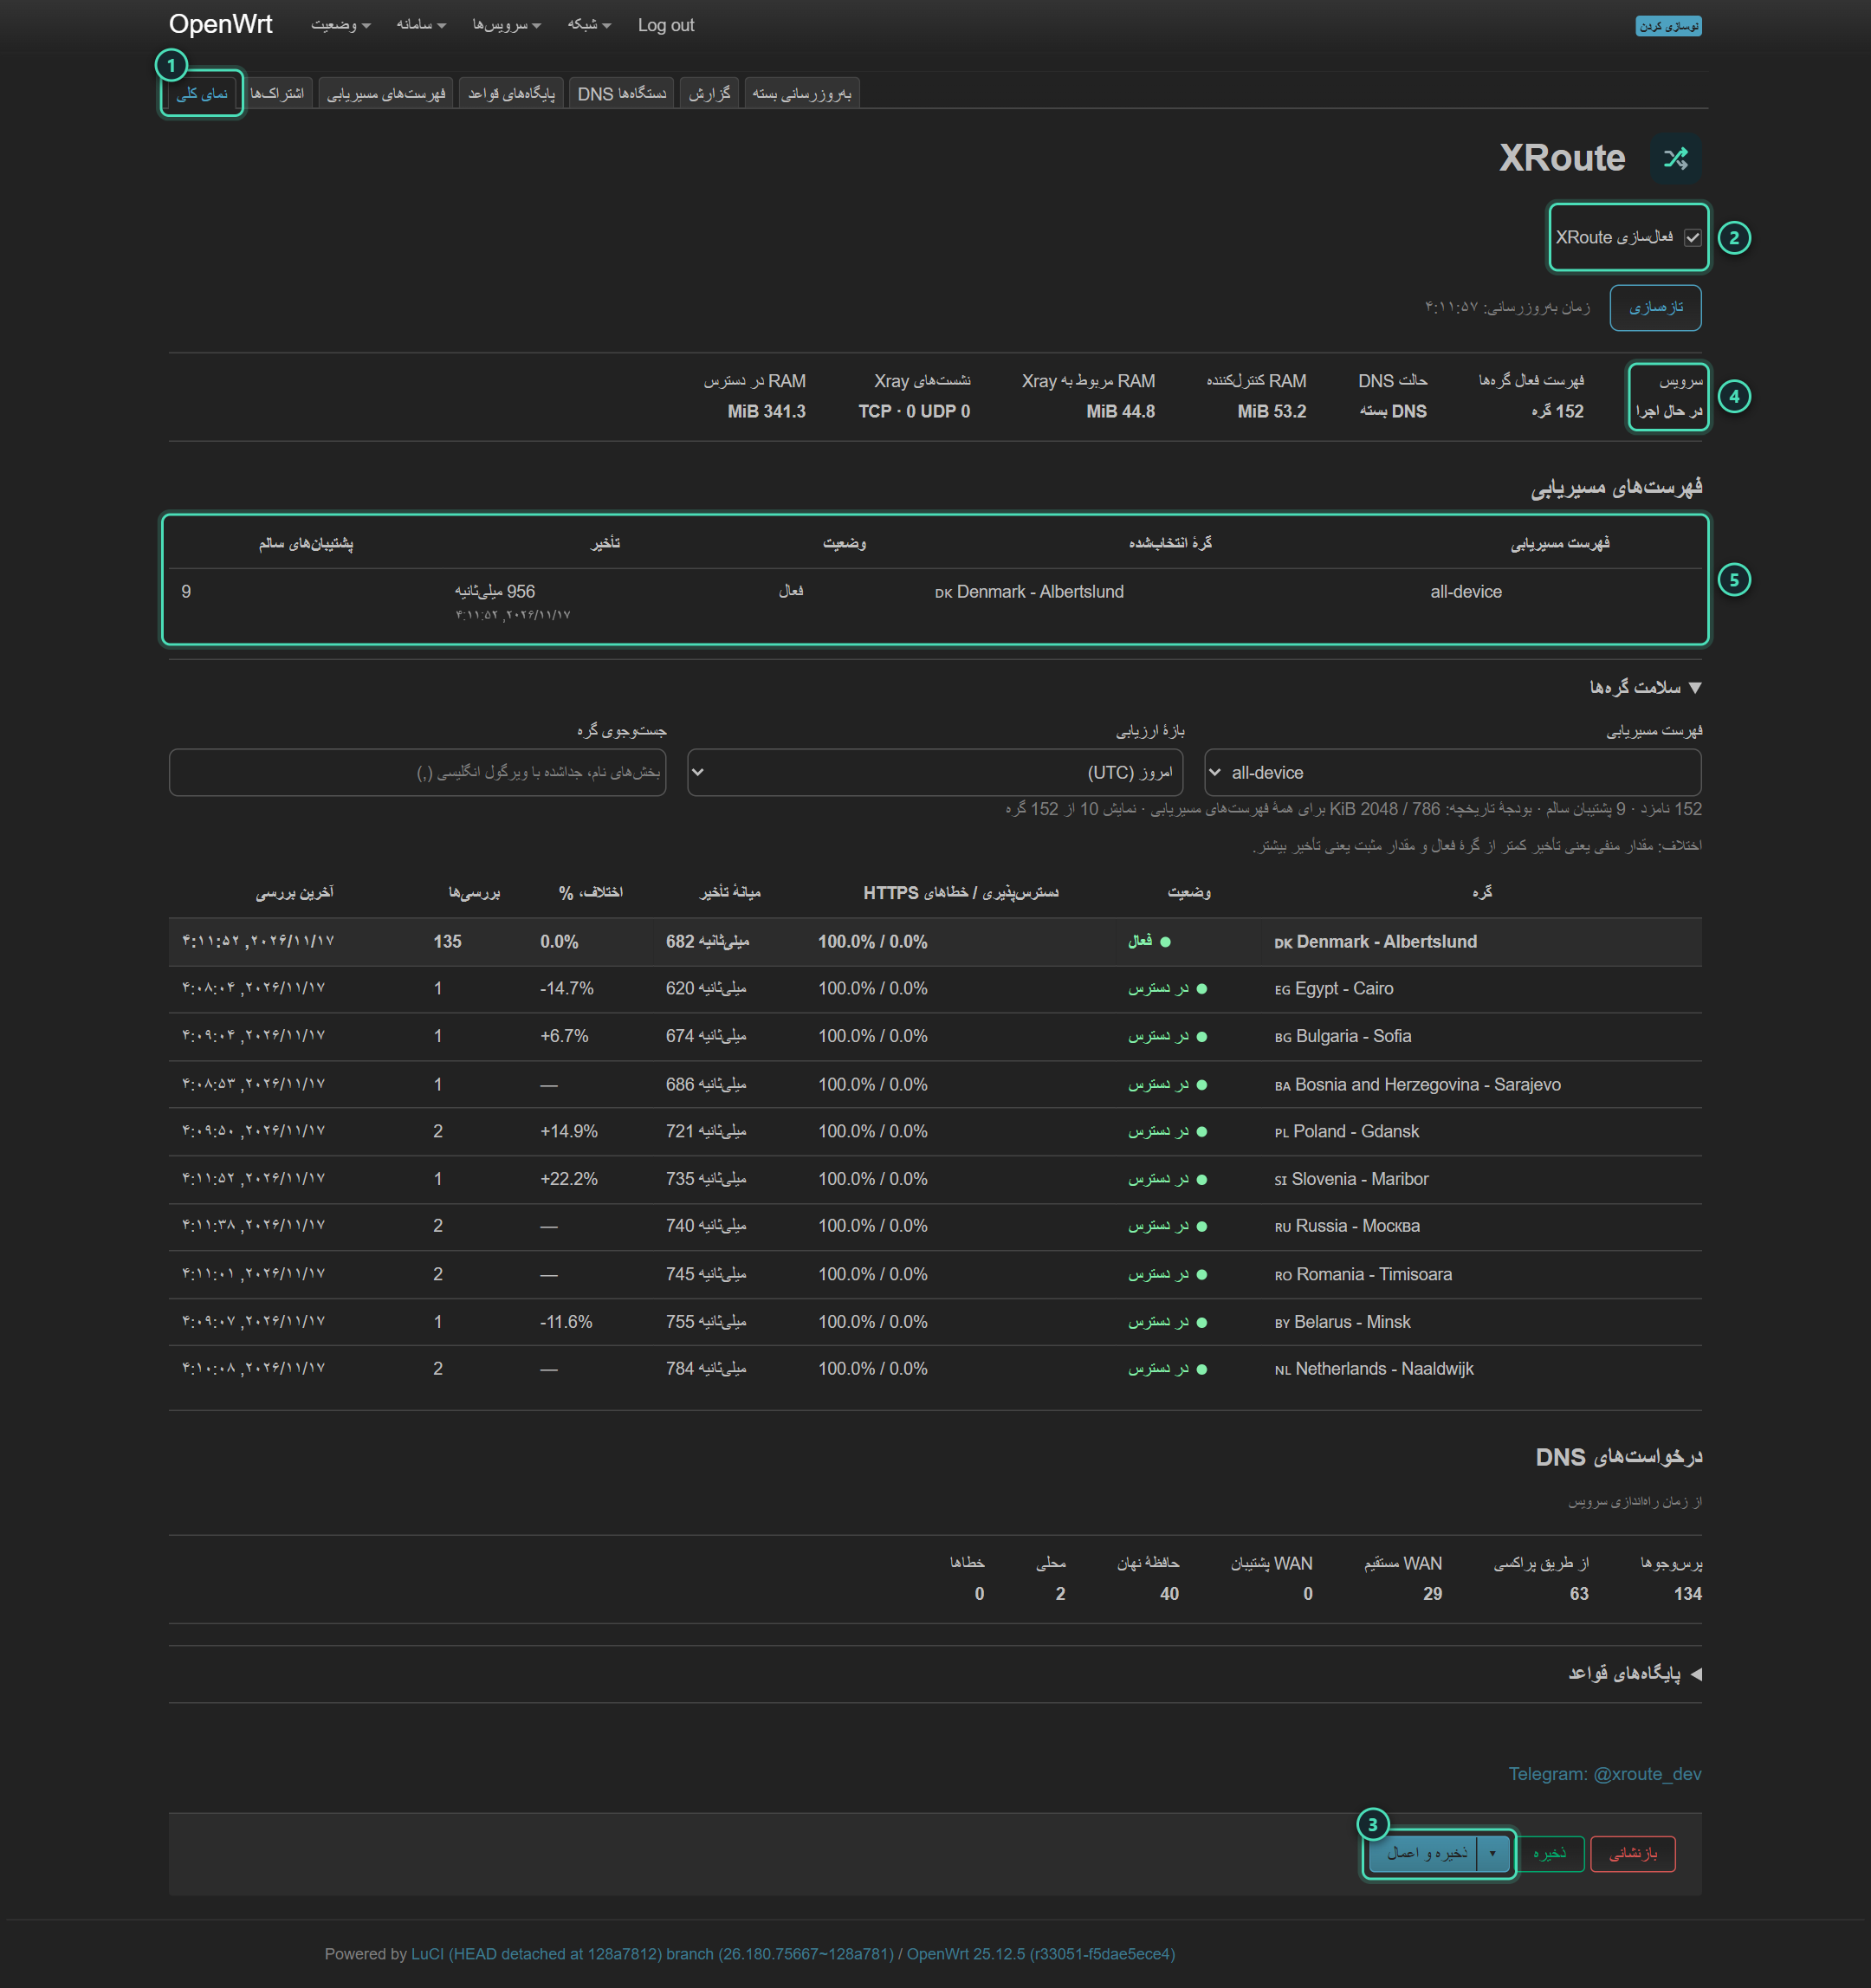 OpenWrt وضعیت سامانه سرویس‌ها شبکه Log out نوسازی کردن
1
نمای کلی اشتراک‌ها فهرست‌های مسیریابی پایگاه‌های قواعد دستگاه‌ها DNS گزارش به‌روزرسانی بسته
XRoute
فعال‌سازی XRoute 2
تازه‌سازی زمان به‌روزرسانی: ۴:۱۱:۵۷
سرویس فهرست فعال گره‌ها حالت DNS RAM کنترل‌کننده RAM مربوط به Xray نشست‌های Xray RAM در دسترس
4
در حال اجرا 152 گره DNS بسته 53.2 MiB 44.8 MiB TCP · 0 UDP 0 341.3 MiB
فهرست‌های مسیریابی
فهرست مسیریابی گرهٔ انتخاب‌شده وضعیت تأخیر پشتیبان‌های سالم
5
all-device DK Denmark - Albertslund فعال 956 میلی‌ثانیه 9
۲۰۲۶/۱۱/۱۷, ۴:۱۱:۵۲
▼ سلامت گره‌ها
فهرست مسیریابی بازهٔ ارزیابی جست‌وجوی گره
all-device امروز (UTC) بخش‌های نام، جداشده با ویرگول انگلیسی (,)
152 نامزد · 9 پشتیبان سالم · بودجهٔ تاریخچه: 786 / 2048 KiB برای همهٔ فهرست‌های مسیریابی · نمایش 10 از 152 گره
اختلاف: مقدار منفی یعنی تأخیر کمتر از گرهٔ فعال و مقدار مثبت یعنی تأخیر بیشتر.
گره وضعیت دسترس‌پذیری / خطاهای HTTPS میانهٔ تأخیر اختلاف، % بررسی‌ها آخرین بررسی
DK Denmark - Albertslund فعال 100.0% / 0.0% 682 میلی‌ثانیه 0.0% 135 ۲۰۲۶/۱۱/۱۷, ۴:۱۱:۵۲
EG Egypt - Cairo در دسترس 100.0% / 0.0% 620 میلی‌ثانیه -14.7% 1 ۲۰۲۶/۱۱/۱۷, ۴:۰۸:۰۴
BG Bulgaria - Sofia در دسترس 100.0% / 0.0% 674 میلی‌ثانیه +6.7% 1 ۲۰۲۶/۱۱/۱۷, ۴:۰۹:۰۴
BA Bosnia and Herzegovina - Sarajevo در دسترس 100.0% / 0.0% 686 میلی‌ثانیه — 1 ۲۰۲۶/۱۱/۱۷, ۴:۰۸:۵۳
PL Poland - Gdansk در دسترس 100.0% / 0.0% 721 میلی‌ثانیه +14.9% 2 ۲۰۲۶/۱۱/۱۷, ۴:۰۹:۵۰
SI Slovenia - Maribor در دسترس 100.0% / 0.0% 735 میلی‌ثانیه +22.2% 1 ۲۰۲۶/۱۱/۱۷, ۴:۱۱:۵۲
RU Russia - Москва در دسترس 100.0% / 0.0% 740 میلی‌ثانیه — 2 ۲۰۲۶/۱۱/۱۷, ۴:۱۱:۳۸
RO Romania - Timisoara در دسترس 100.0% / 0.0% 745 میلی‌ثانیه — 2 ۲۰۲۶/۱۱/۱۷, ۴:۱۱:۰۱
BY Belarus - Minsk در دسترس 100.0% / 0.0% 755 میلی‌ثانیه -11.6% 1 ۲۰۲۶/۱۱/۱۷, ۴:۰۹:۰۷
NL Netherlands - Naaldwijk در دسترس 100.0% / 0.0% 784 میلی‌ثانیه — 2 ۲۰۲۶/۱۱/۱۷, ۴:۱۰:۰۸
درخواست‌های DNS
از زمان راه‌اندازی سرویس
پرس‌وجوها از طریق پراکسی WAN مستقیم WAN پشتیبان حافظهٔ نهان محلی خطاها
134 63 29 0 40 2 0
پایگاه‌های قواعد
Telegram: @xroute_dev
3
بازنشانی ذخیره ذخیره و اعمال
Powered by LuCI (HEAD detached at 128a7812) branch (26.180.75667~128a781) / OpenWrt 25.12.5 (r33051-f5dae5ece4)